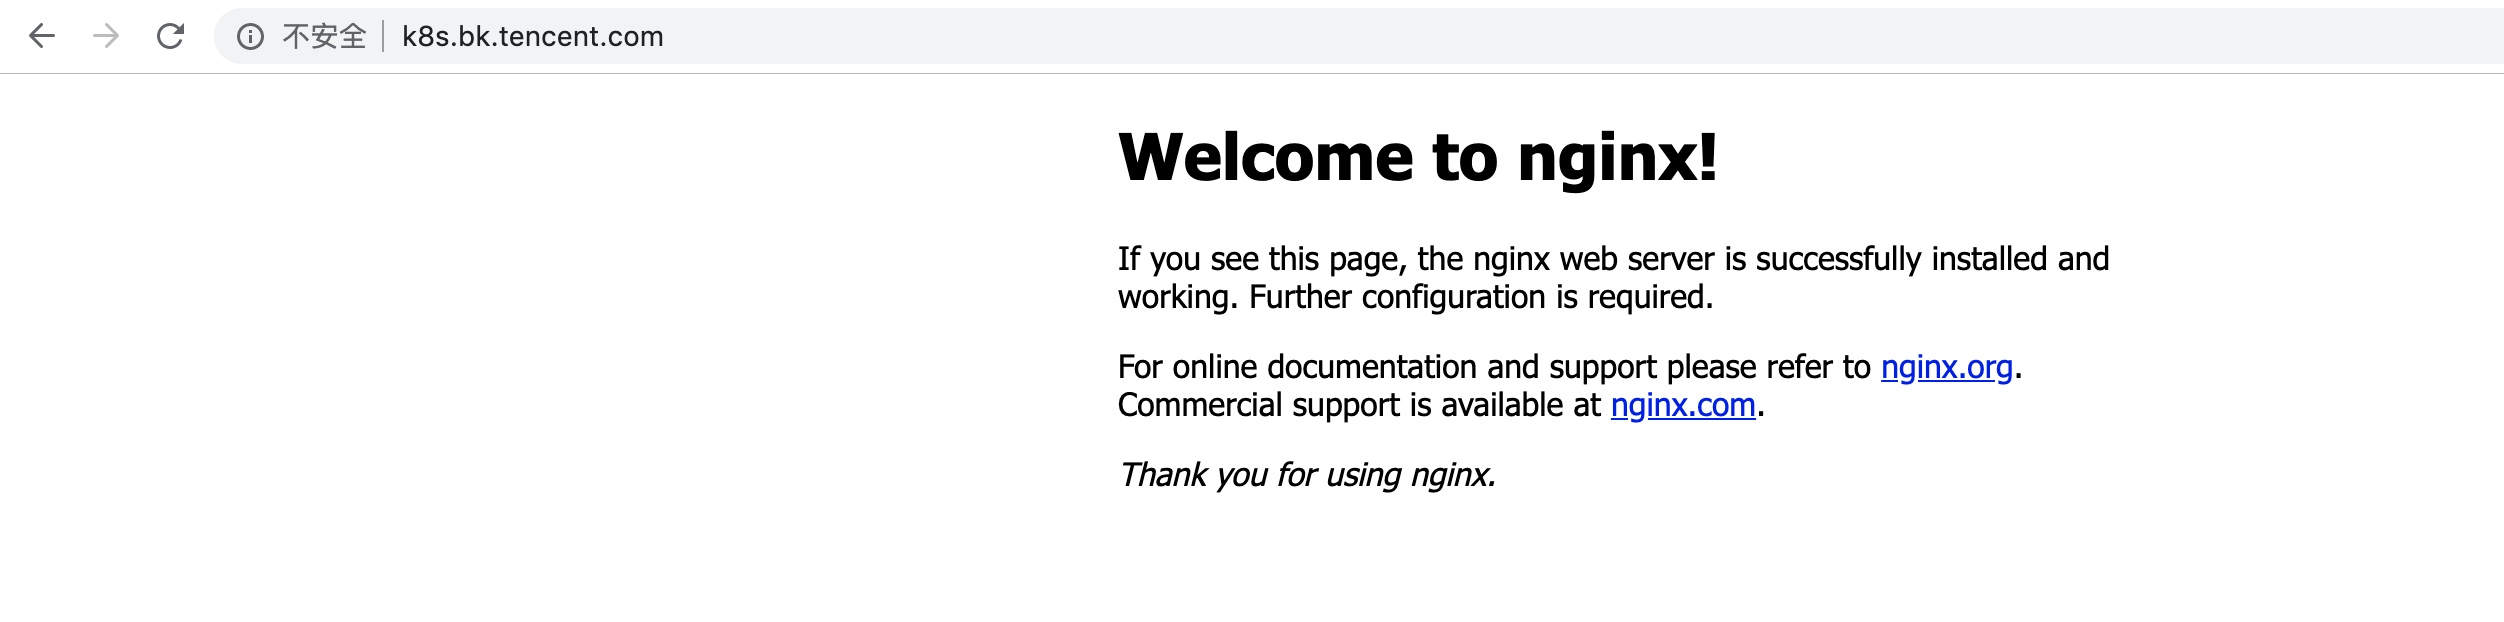 不安全 k8s.bk.tencent.com
Welcome to nginx!
If you see this page, the nginx web server is successfully installed and
working. Further configuration is required.
For online documentation and support please refer to nginx.org.
Commercial support is available at nginx.com.
Thank you for using nginx.